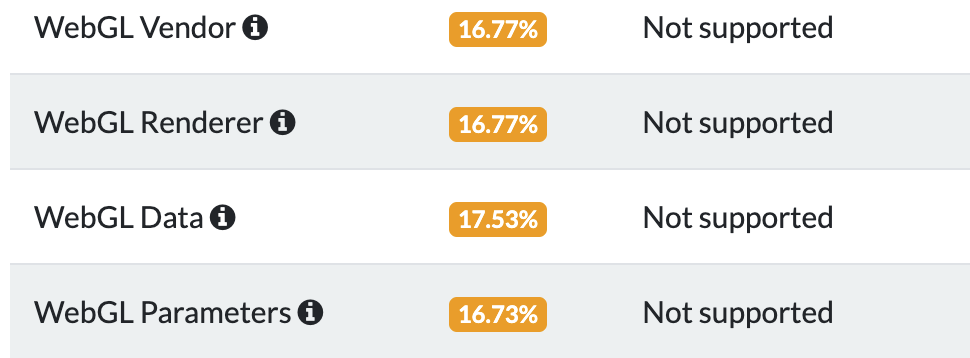 WebGL Vendor 16.77% Not supported
WebGL Renderer 16.77% Not supported
WebGL Data 17.53% Not supported
WebGL Parameters 16.73% Not supported